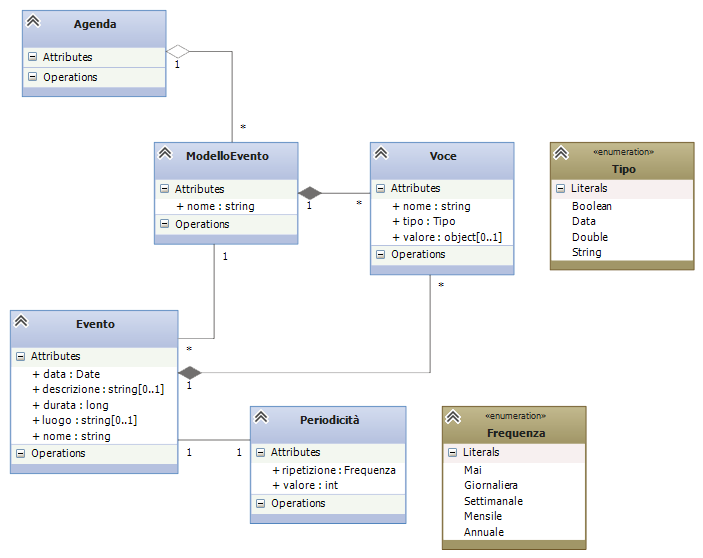 Agenda
Attributes
Operations
1
*
ModelloEvento
Attributes
+ nome : string
Operations
1
*
Voce
Attributes
+ nome : string
+ tipo : Tipo
+ valore : object[0..1]
Operations
«enumeration»
Tipo
Literals
Boolean
Data
Double
String
1
*
*
1
Evento
Attributes
+ data : Date
+ descrizione : string[0..1]
+ durata : long
+ luogo : string[0..1]
+ nome : string
Operations
1
1
Periodicità
Attributes
+ ripetizione : Frequenza
+ valore : int
Operations
«enumeration»
Frequenza
Literals
Mai
Giornaliera
Settimanale
Mensile
Annuale